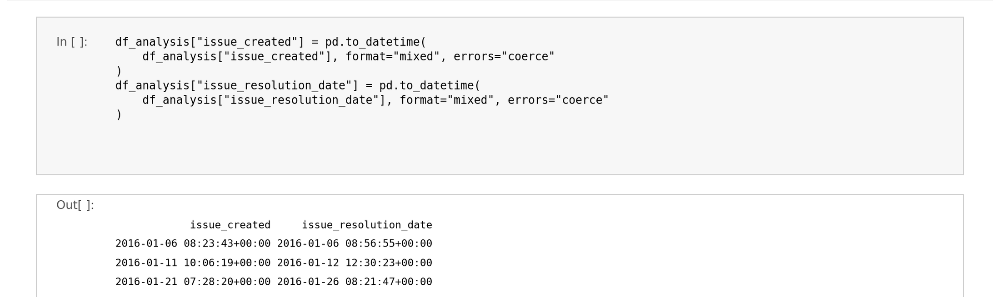 In [ ]: df_analysis["issue_created"] = pd.to_datetime(
    df_analysis["issue_created"], format="mixed", errors="coerce"
)
df_analysis["issue_resolution_date"] = pd.to_datetime(
    df_analysis["issue_resolution_date"], format="mixed", errors="coerce"
)
Out[ ]:
issue_created issue_resolution_date
2016-01-06 08:23:43+00:00 2016-01-06 08:56:55+00:00
2016-01-11 10:06:19+00:00 2016-01-12 12:30:23+00:00
2016-01-21 07:28:20+00:00 2016-01-26 08:21:47+00:00